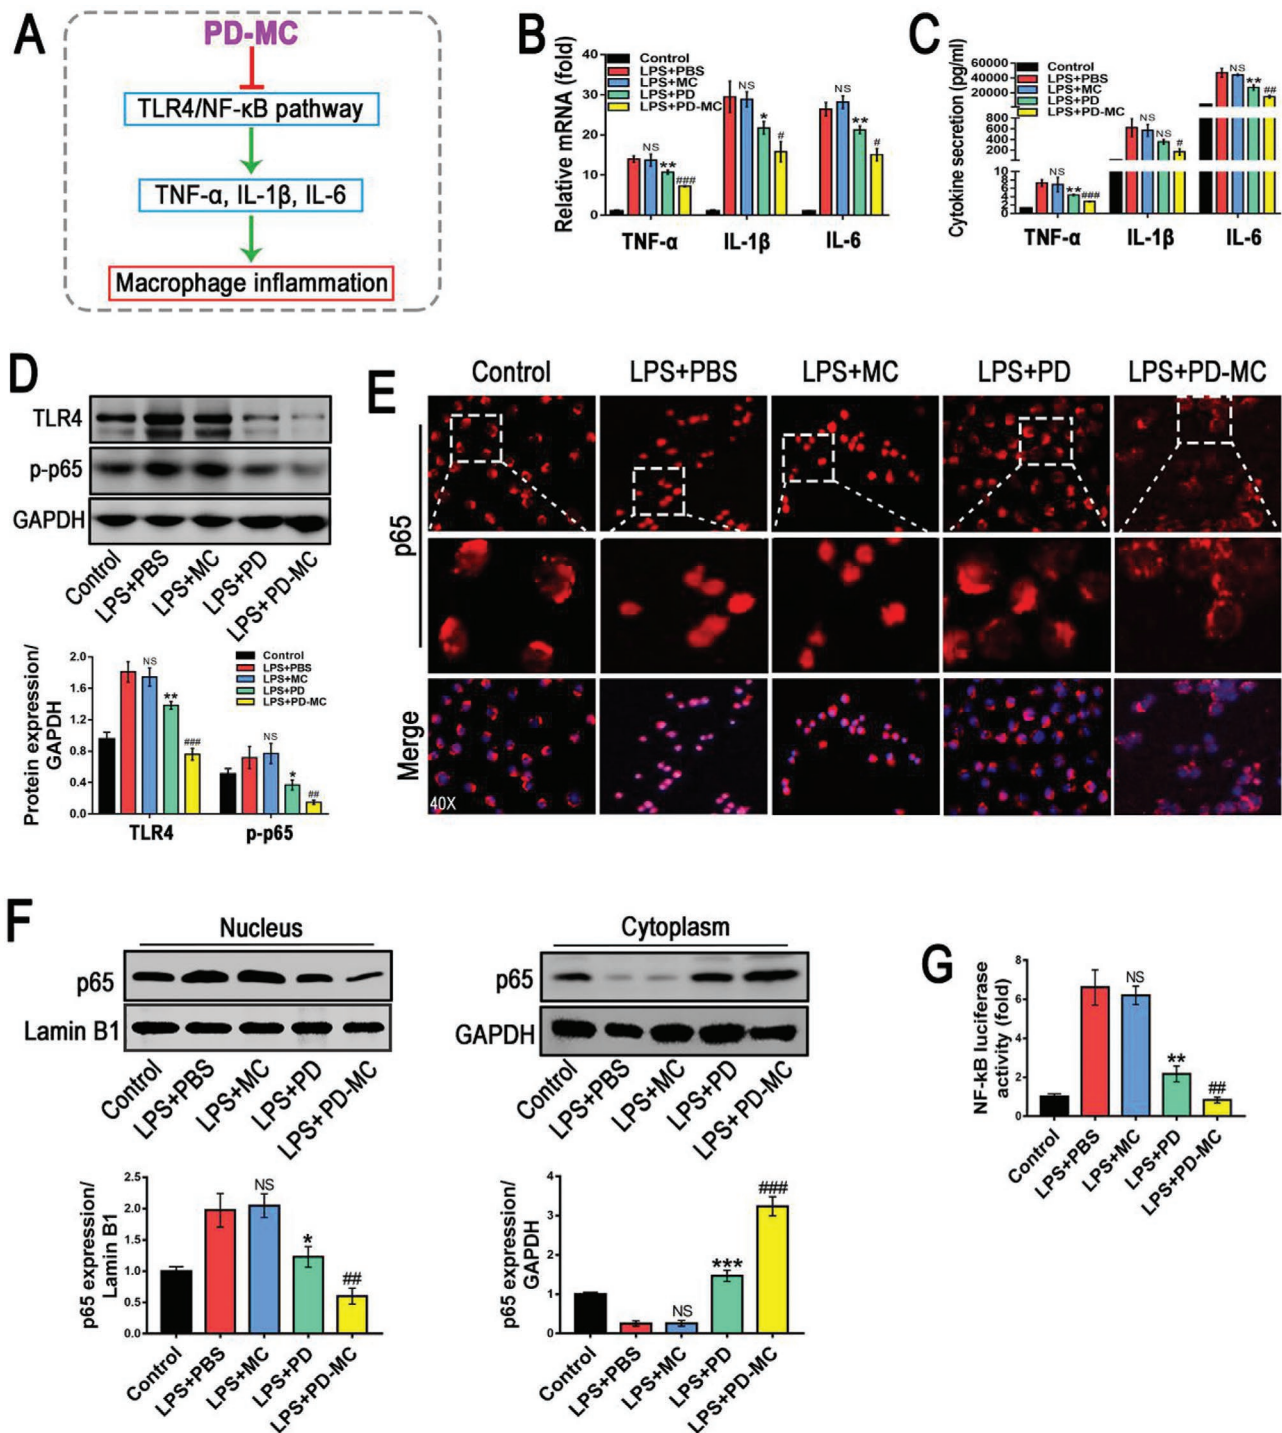 A
PD-MC
TLR4/NF-κB pathway
TNF-α, IL-1β, IL-6
Macrophage inflammation
B
Relative mRNA (fold)
40
30
20
10
0
Control
LPS+PBS
LPS+MC
LPS+PD
LPS+PD-MC
NS
**
###
NS
*
#
NS
**
#
TNF-α IL-1β IL-6
C
Cytokine secretion (pg/ml)
60000
40000
20000
800
600
400
200
10
8
6
4
2
0
Control
LPS+PBS
LPS+MC
LPS+PD
LPS+PD-MC
NS
**
###
NS
NS
#
NS
**
##
TNF-α IL-1β IL-6
D
TLR4
p-p65
GAPDH
Control
LPS+PBS
LPS+MC
LPS+PD
LPS+PD-MC
Protein expression/
GAPDH
2.0
1.6
1.2
0.8
0.4
0.0
Control
LPS+PBS
LPS+MC
LPS+PD
LPS+PD-MC
NS
**
###
NS
*
##
TLR4 p-p65
E
Control LPS+PBS LPS+MC LPS+PD LPS+PD-MC
p65
Merge
40X
F
Nucleus
p65
Lamin B1
Control
LPS+PBS
LPS+MC
LPS+PD
LPS+PD-MC
p65 expression/
Lamin B1
2.5
2.0
1.5
1.0
0.5
0.0
NS
*
##
Control
LPS+PBS
LPS+MC
LPS+PD
LPS+PD-MC
Cytoplasm
p65
GAPDH
Control
LPS+PBS
LPS+MC
LPS+PD
LPS+PD-MC
p65 expression/
GAPDH
4
3
2
1
0
NS
***
###
Control
LPS+PBS
LPS+MC
LPS+PD
LPS+PD-MC
G
NF-kB luciferase
activity (fold)
8
6
4
2
0
NS
**
##
Control
LPS+PBS
LPS+MC
LPS+PD
LPS+PD-MC